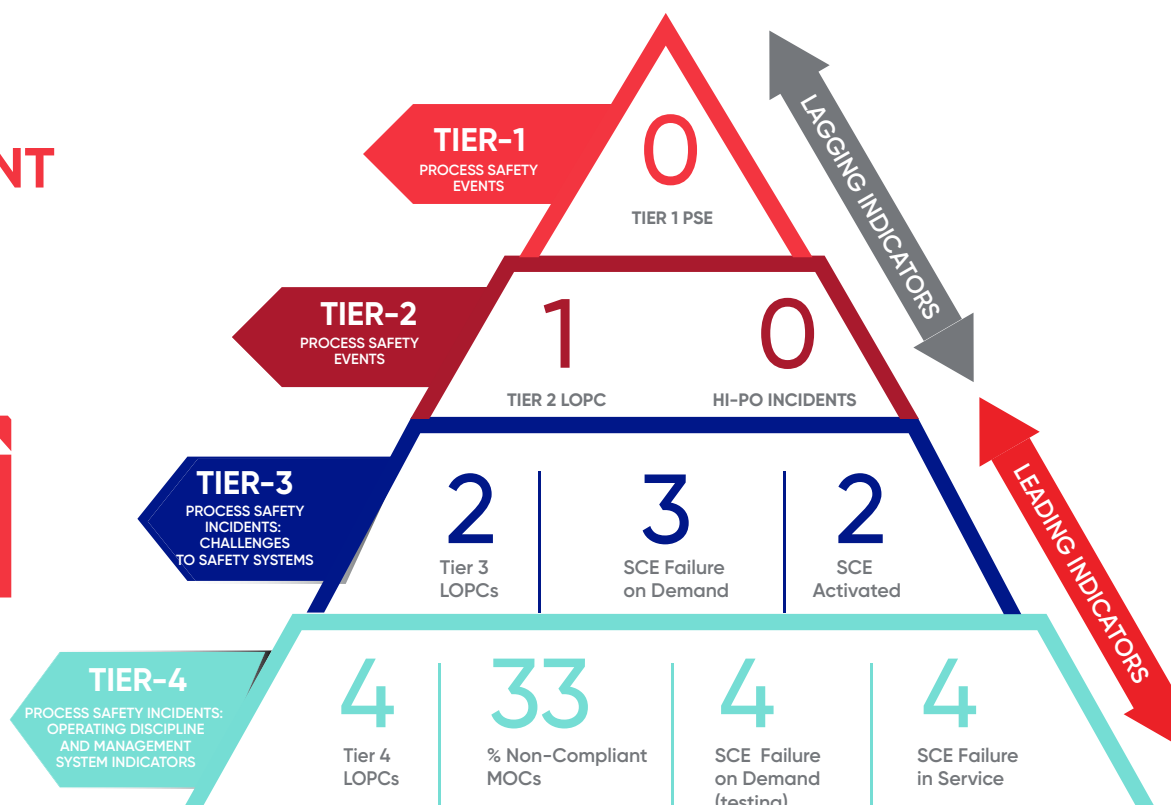 NT
TIER-1
PROCESS SAFETY
EVENTS
0
TIER 1 PSE
LAGGING INDICATORS
TIER-2
PROCESS SAFETY
EVENTS
1
TIER 2 LOPC
0
HI-PO INCIDENTS
TIER-3
PROCESS SAFETY
INCIDENTS:
CHALLENGES
TO SAFETY SYSTEMS
2
Tier 3
LOPCs
3
SCE Failure
on Demand
2
SCE
Activated
LEADING INDICATORS
TIER-4
PROCESS SAFETY INCIDENTS:
OPERATING DISCIPLINE
AND MANAGEMENT
SYSTEM INDICATORS
4
Tier 4
LOPCs
33
% Non-Compliant
MOCs
4
SCE Failure
on Demand
(testing)
4
SCE Failure
in Service